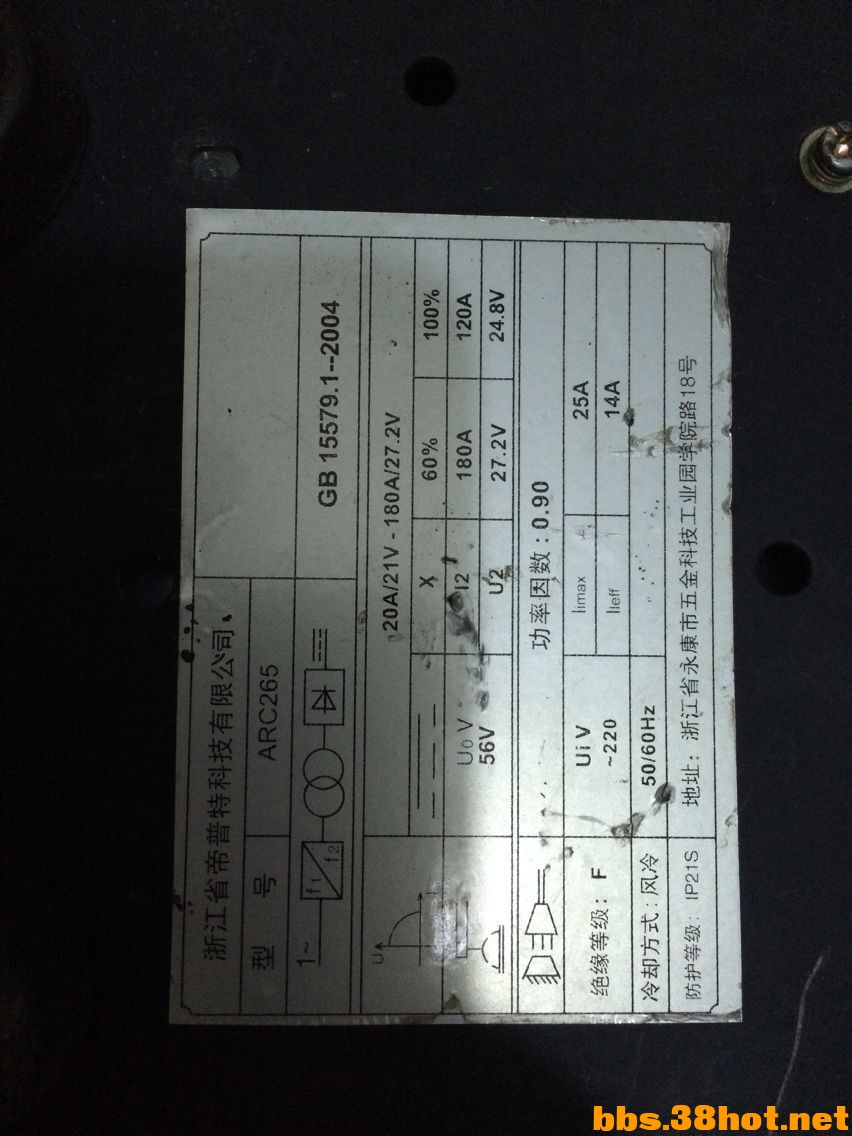 浙江省帝普特科技有限公司
型 号 ARC265
1~ f1 f2 GB 15579.1--2004
20A/21V - 180A/27.2V
X 60% 100%
U0 V 56V
I2 180A 120A
U2 27.2V 24.8V
功率因数：0.90
绝缘等级：F
U1 V ~220
I1max 25A
I1eff 14A
冷却方式：风冷 50/60Hz
防护等级：IP21S 地址：浙江省永康市五金科技工业园学院路18号
bbs.38hot.net